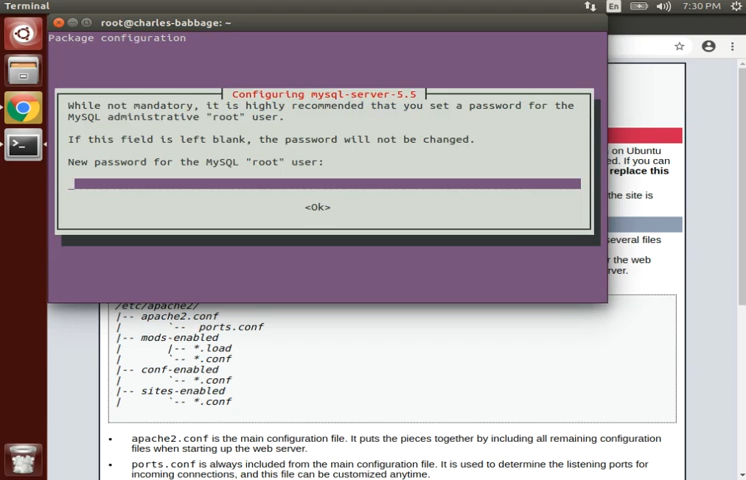 Terminal
En
7:30 PM
root@charles-babbage: ~
Package configuration
Configuring mysql-server-5.5
While not mandatory, it is highly recommended that you set a password for the
MySQL administrative "root" user.
If this field is left blank, the password will not be changed.
New password for the MySQL "root" user:
<Ok>
on Ubuntu
ed. If you can
replace this
the site is
several files
r the web
rver.
/etc/apache2/
|-- apache2.conf
|       `--  ports.conf
|-- mods-enabled
|       |-- *.load
|       `-- *.conf
|-- conf-enabled
|       `-- *.conf
|-- sites-enabled
|       `-- *.conf
• apache2.conf is the main configuration file. It puts the pieces together by including all remaining configuration
files when starting up the web server.
• ports.conf is always included from the main configuration file. It is used to determine the listening ports for
incoming connections, and this file can be customized anytime.